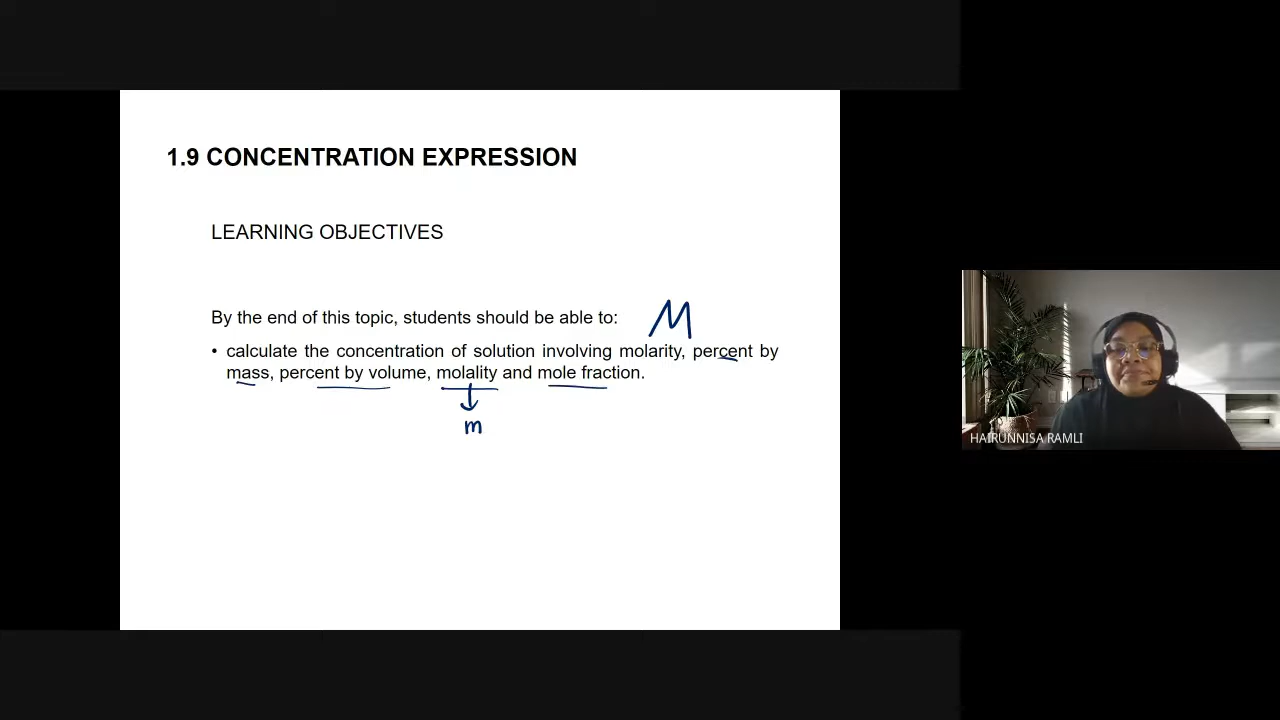 1.9 CONCENTRATION EXPRESSION
LEARNING OBJECTIVES
By the end of this topic, students should be able to:
M
• calculate the concentration of solution involving molarity, percent by
mass, percent by volume, molality and mole fraction.
m
HAIRUNNISA RAMLI